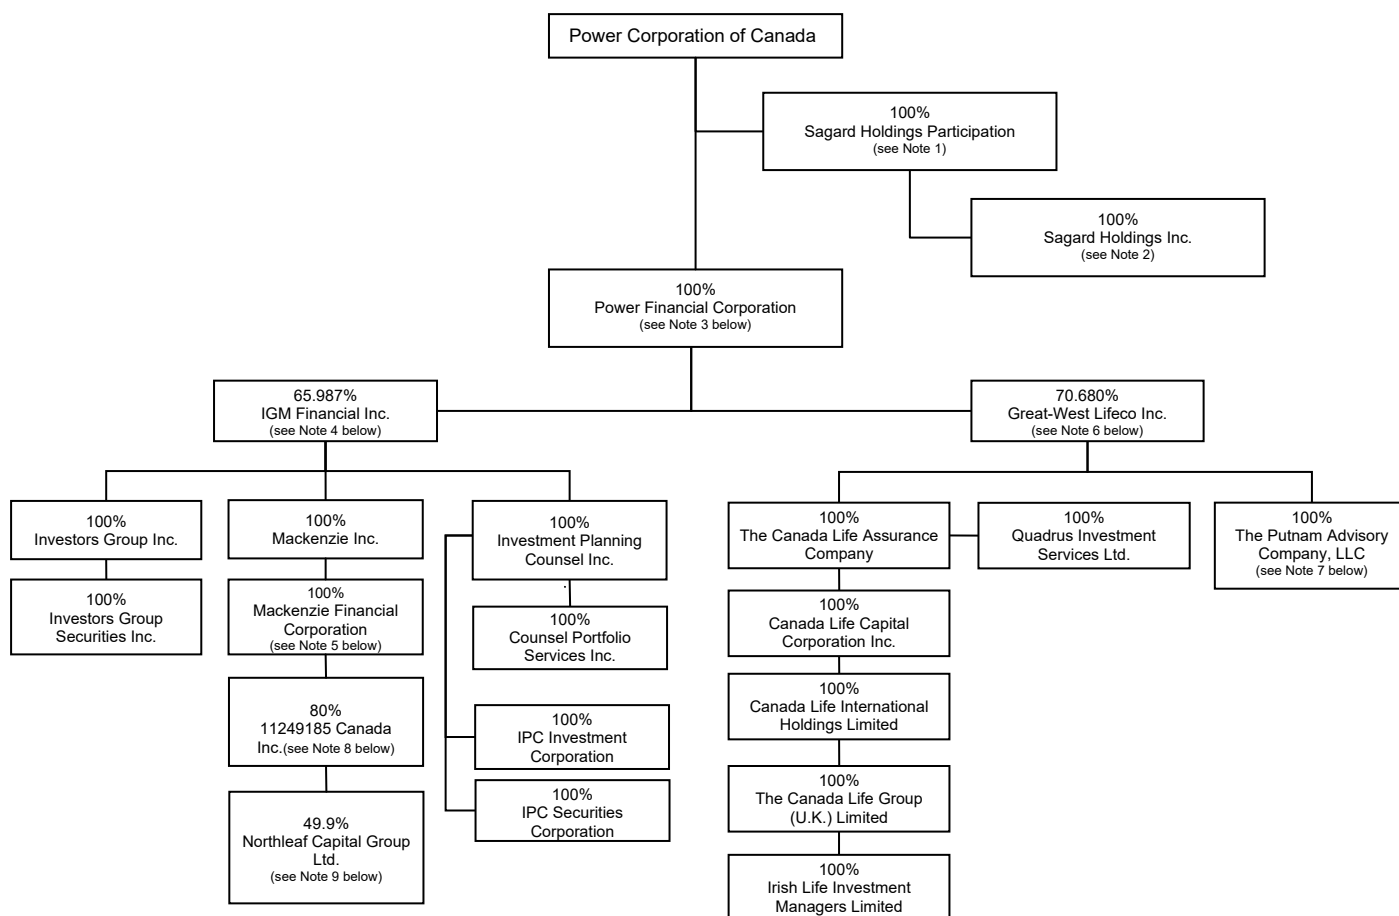 Power Corporation of Canada
100%
Sagard Holdings Participation
(see Note 1)
100%
Sagard Holdings Inc.
(see Note 2)
100%
Power Financial Corporation
(see Note 3 below)
65.987%
IGM Financial Inc.
(see Note 4 below)
70.680%
Great-West Lifeco Inc.
(see Note 6 below)
100%
Investors Group Inc.
100%
Investors Group
Securities Inc.
100%
Mackenzie Inc.
100%
Mackenzie Financial
Corporation
(see Note 5 below)
80%
11249185 Canada
Inc.(see Note 8 below)
49.9%
Northleaf Capital Group
Ltd.
(see Note 9 below)
100%
Investment Planning
Counsel Inc.
100%
Counsel Portfolio
Services Inc.
100%
IPC Investment
Corporation
100%
IPC Securities
Corporation
100%
The Canada Life Assurance
Company
100%
Quadrus Investment
Services Ltd.
100%
The Putnam Advisory
Company, LLC
(see Note 7 below)
100%
Canada Life Capital
Corporation Inc.
100%
Canada Life International
Holdings Limited
100%
The Canada Life Group
(U.K.) Limited
100%
Irish Life Investment
Managers Limited